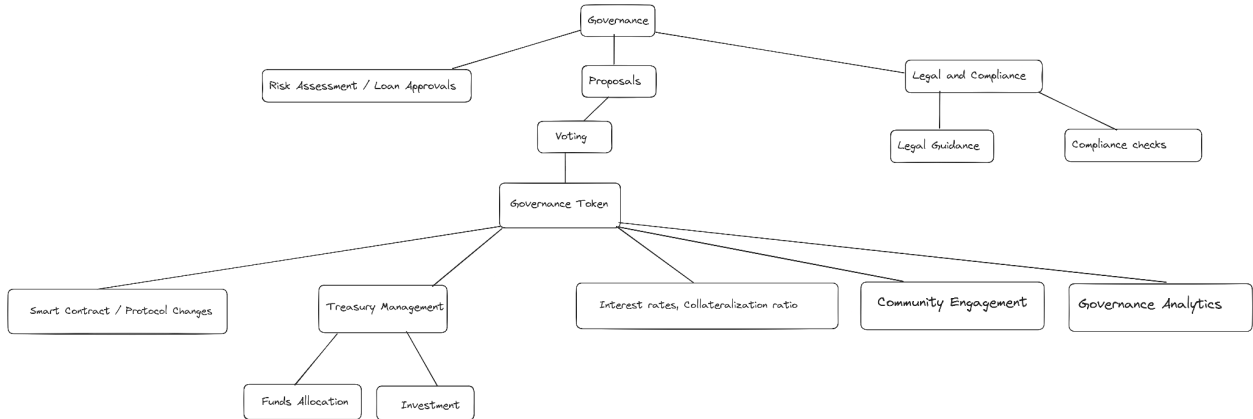 Governance
Risk Assessment / Loan Approvals
Proposals
Legal and Compliance
Voting
Legal Guidance
Compliance checks
Governance Token
Smart Contract / Protocol Changes
Treasury Management
Interest rates, Collateralization ratio
Community Engagement
Governance Analytics
Funds Allocation
Investment